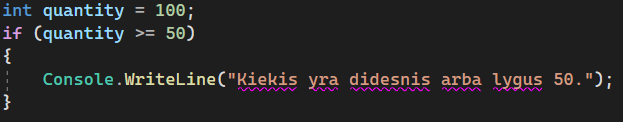 int quantity = 100;
if (quantity >= 50)
{
    Console.WriteLine("Kiekis yra didesnis arba lygus 50.");
}